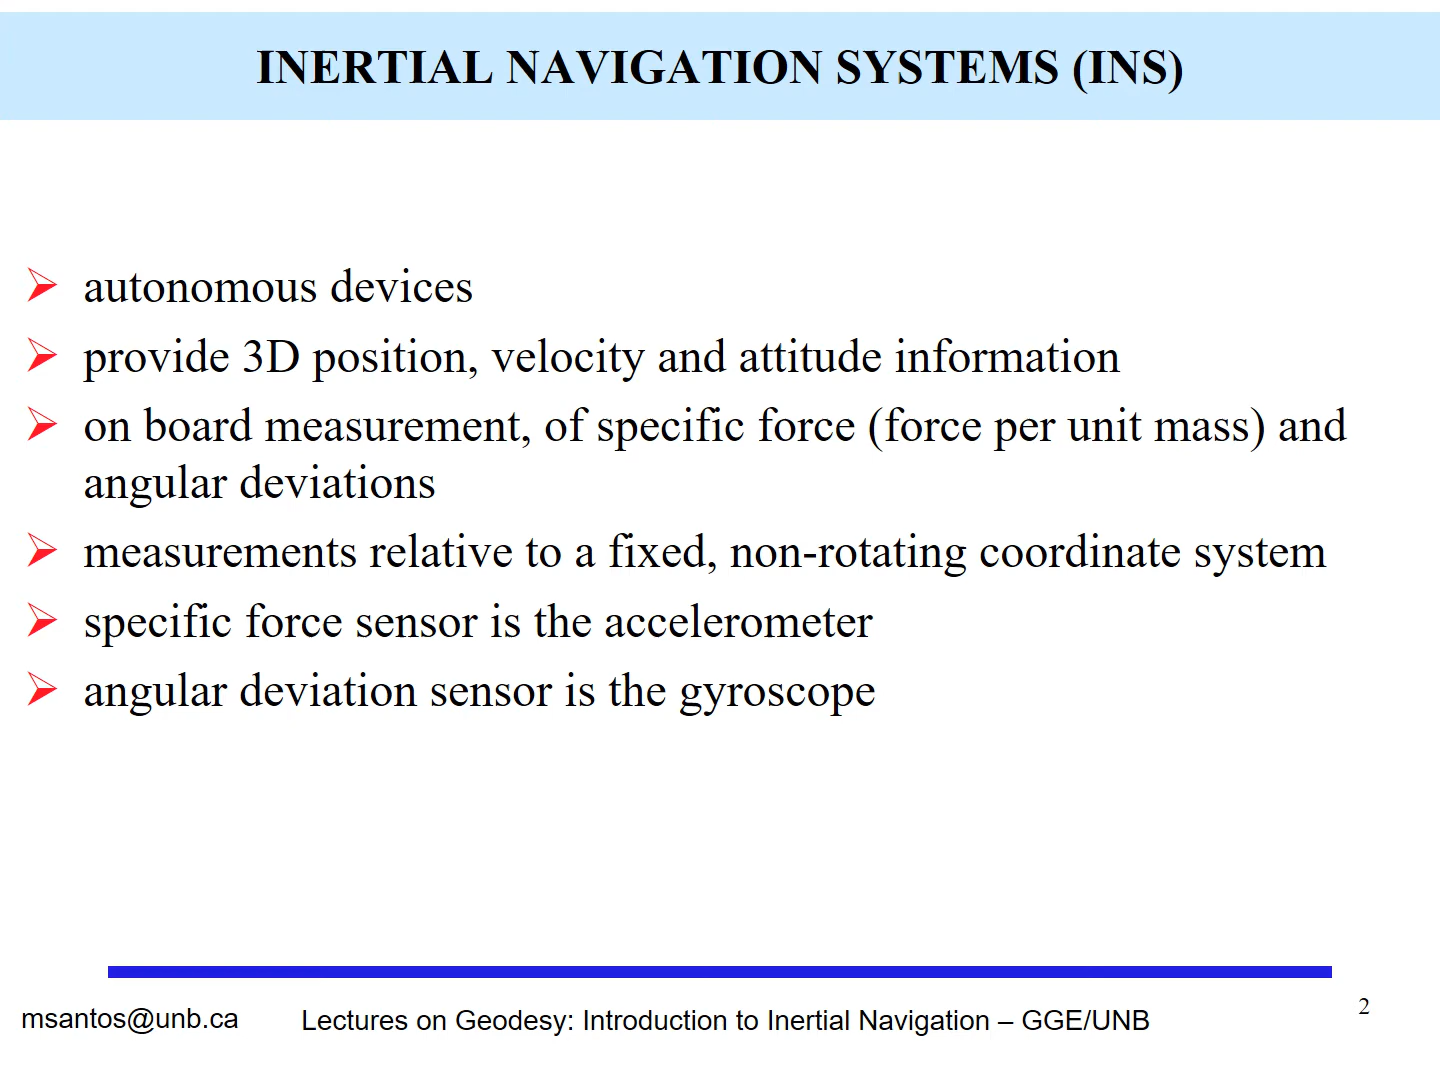 INERTIAL NAVIGATION SYSTEMS (INS)
autonomous devices
provide 3D position, velocity and attitude information
on board measurement, of specific force (force per unit mass) and
angular deviations
measurements relative to a fixed, non-rotating coordinate system
specific force sensor is the accelerometer
angular deviation sensor is the gyroscope
msantos@unb.ca
Lectures on Geodesy: Introduction to Inertial Navigation – GGE/UNB
2